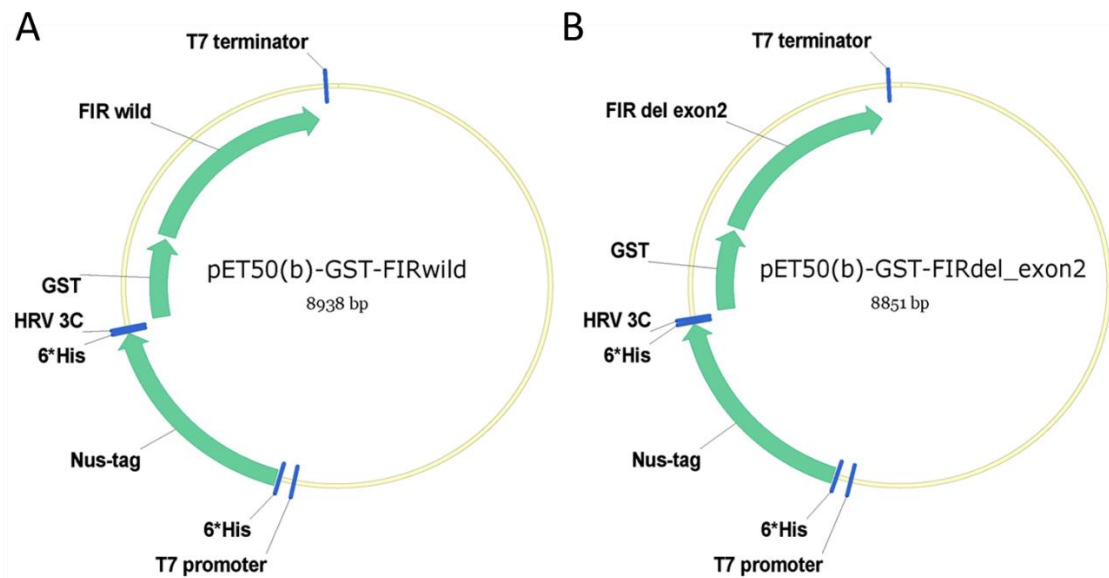 A
T7 terminator
FIR wild
pET50(b)-GST-FIRwild
8938 bp
GST
HRV 3C
6*His
Nus-tag
6*His
T7 promoter
B
T7 terminator
FIR del exon2
GST
pET50(b)-GST-FIRdel_exon2
8851 bp
HRV 3C
6*His
Nus-tag
6*His
T7 promoter